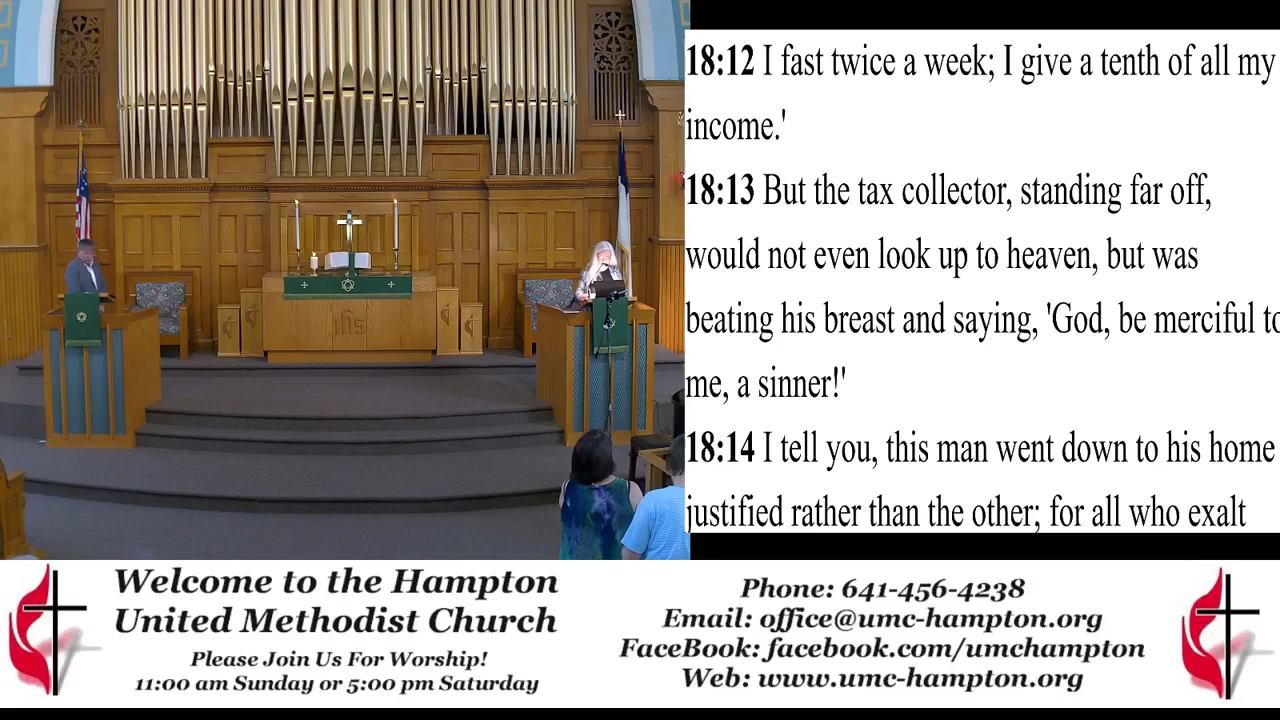 18:12 I fast twice a week; I give a tenth of all my
income.'
18:13 But the tax collector, standing far off,
would not even look up to heaven, but was
beating his breast and saying, 'God, be merciful to
me, a sinner!'
18:14 I tell you, this man went down to his home
justified rather than the other; for all who exalt
IHS
Welcome to the Hampton
United Methodist Church
Please Join Us For Worship!
11:00 am Sunday or 5:00 pm Saturday
Phone: 641-456-4238
Email: office@umc-hampton.org
FaceBook: facebook.com/umchampton
Web: www.umc-hampton.org